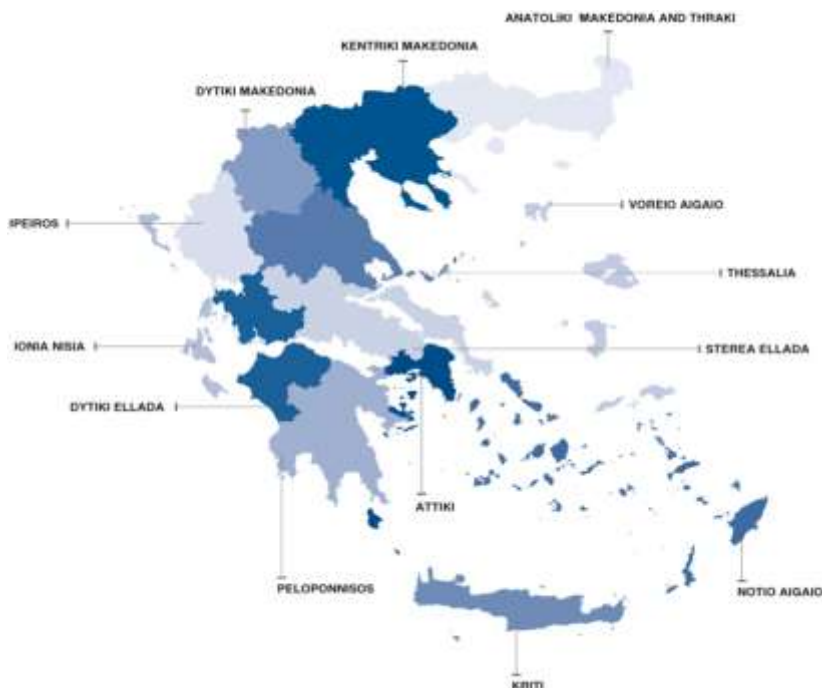 ANATOLIKI MAKEDONIA AND THRAKI
KENTRIKI MAKEDONIA
DYTIKI MAKEDONIA
VOREIO AIGAIO
IPEIROS
THESSALIA
IONIA NISIA
STEREA ELLADA
DYTIKI ELLADA
ATTIKI
PELOPONNISOS
NOTIO AIGAIO
KRITI